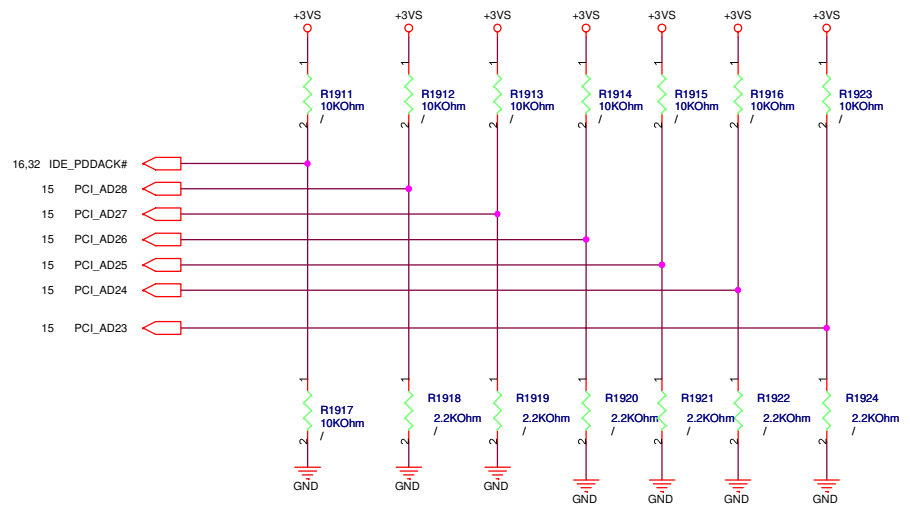 +3VS +3VS +3VS +3VS +3VS +3VS +3VS
1 1 1 1 1 1 1
R1911 R1912 R1913 R1914 R1915 R1916 R1923
10KOhm 10KOhm 10KOhm 10KOhm 10KOhm 10KOhm 10KOhm
/ / / / / / /
2 2 2 2 2 2 2
16,32 IDE_PDDACK#
15 PCI_AD28
15 PCI_AD27
15 PCI_AD26
15 PCI_AD25
15 PCI_AD24
15 PCI_AD23
1 1 1 1 1 1 1
R1917 R1918 R1919 R1920 R1921 R1922 R1924
10KOhm 2.2KOhm 2.2KOhm 2.2KOhm 2.2KOhm 2.2KOhm 2.2KOhm
/ / / / / / /
2 2 2 2 2 2 2
GND GND GND GND GND GND GND